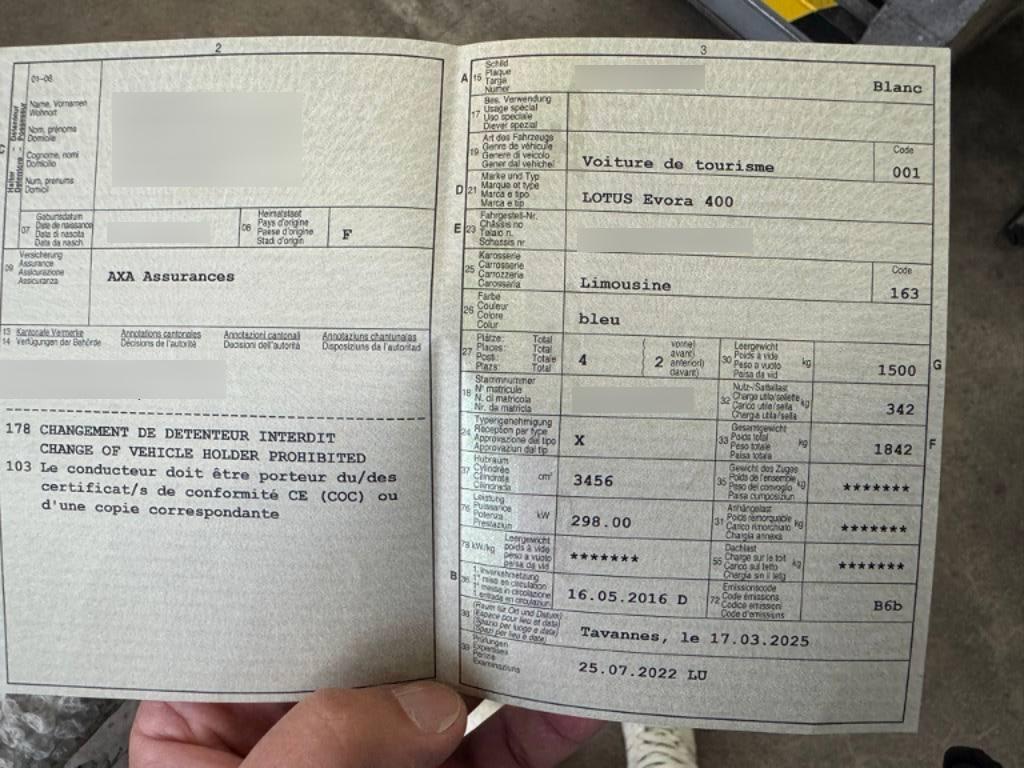 2
01-06
Name, Vornamen
Wohnort
Nom, prénoms
Domicile
Cognome, nomi
Domicilio
Num, prenums
Domicil
07 Geburtsdatum
Date de naissance
Data di nascita
Data da nasch.
06 Heimatstaat
Pays d'origine
Paese d'origine
Stadi d'origin
F
09 Versicherung
Assurance
Assicurazione
Assicuranza
AXA Assurances
13 Kantonale Vermerke Annotations cantonales Annotazioni cantonali Annotaziuns chantunalas
14 Verfügungen der Behörde Décisions de l'autorité Decisioni dell'autorità Disposiziuns da l'autoritad
178 CHANGEMENT DE DETENTEUR INTERDIT
CHANGE OF VEHICLE HOLDER PROHIBITED
103 Le conducteur doit être porteur du/des
certificat/s de conformité CE (COC) ou
d'une copie correspondante
3
A 15 Schild
Plaque
Targa
Numer
Blanc
17 Bes. Verwendung
Usage spécial
Uso speciale
Diever spezial
19 Art des Fahrzeugs
Genre de véhicule
Genere di veicolo
Gener dal vehichel
Voiture de tourisme
Code
001
D 21 Marke und Typ
Marque et type
Marca e tipo
Marca e tip
LOTUS Evora 400
E 23 Fahrgestell-Nr.
Châssis no
Telaio n.
Schassis nr
25 Karosserie
Carrosserie
Carrozzeria
Carossaria
Limousine
Code
163
26 Farbe
Couleur
Colore
Colur
bleu
27 Plätze: Total
Places: Total
Posti: Totale
Plazs: Total
4
( 2 vorne)
avant)
anteriori)
davant)
30 Leergewicht
Poids à vide
Peso a vuoto
Paisa da vid
kg
1500
G
18 Stammnummer
N° matricule
N. di matricola
Nr. da matricla
32 Nutz-/Sattellast
Charge utile/sellette
Carico utile/sella
Chargia utila/sella
kg
342
24 Typengenehmigung
Réception par type
Approvazione del tipo
Approvaziun dal tip
X
33 Gesamtgewicht
Poids total
Peso totale
Paisa totala
kg
1842
F
37 Hubraum
Cylindrée
Cilindrata
Cilindrada
cm³
3456
35 Gewicht des Zuges
Poids de l'ensemble
Peso del convoglio
Paisa cumposiziun
kg
*******
76 Leistung
Puissance
Potenza
Prestaziun
kW
298.00
31 Anhängelast
Poids remorquable
Carico rimorchiato
Chargia annexa
kg
*******
78 kW/kg Leergewicht
poids à vide
peso a vuoto
paisa da vid
*******
55 Dachlast
Charge sur le toit
Carico sul tetto
Chargia sin il tetg
kg
*******
B 36 1. Inverkehrsetzung
1re mise en circulation
1a messa in circolazione
1. entrada en circulaziun
16.05.2016 D
72 Emissionscode
Code émissions
Codice emissioni
Code d'emissiuns
B6b
38 (Raum für Ort und Datum)
(Espace pour lieu et date)
(Spazio per luogo e data)
(Spazi per lieu e data)
Tavannes, le 17.03.2025
39 Prüfungen
Expertises
Perizie
Examinaziuns
25.07.2022 LU